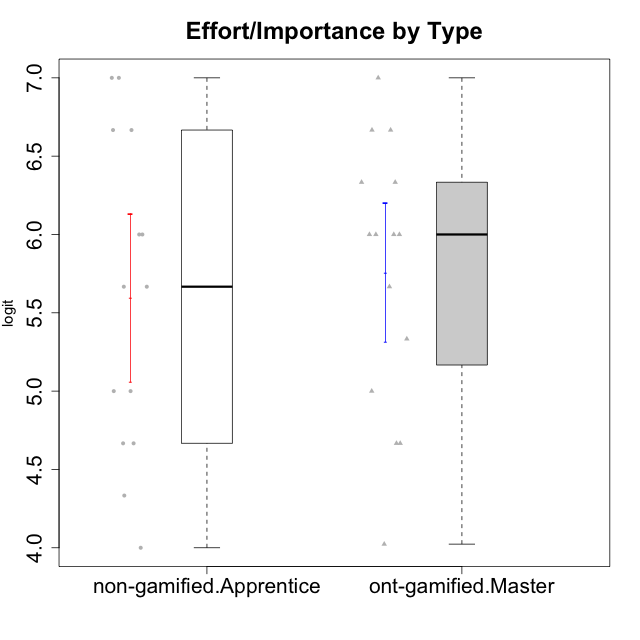 Effort/Importance by Type
7.0
6.5
6.0
5.5
5.0
4.5
4.0
logit
non-gamified.Apprentice
ont-gamified.Master